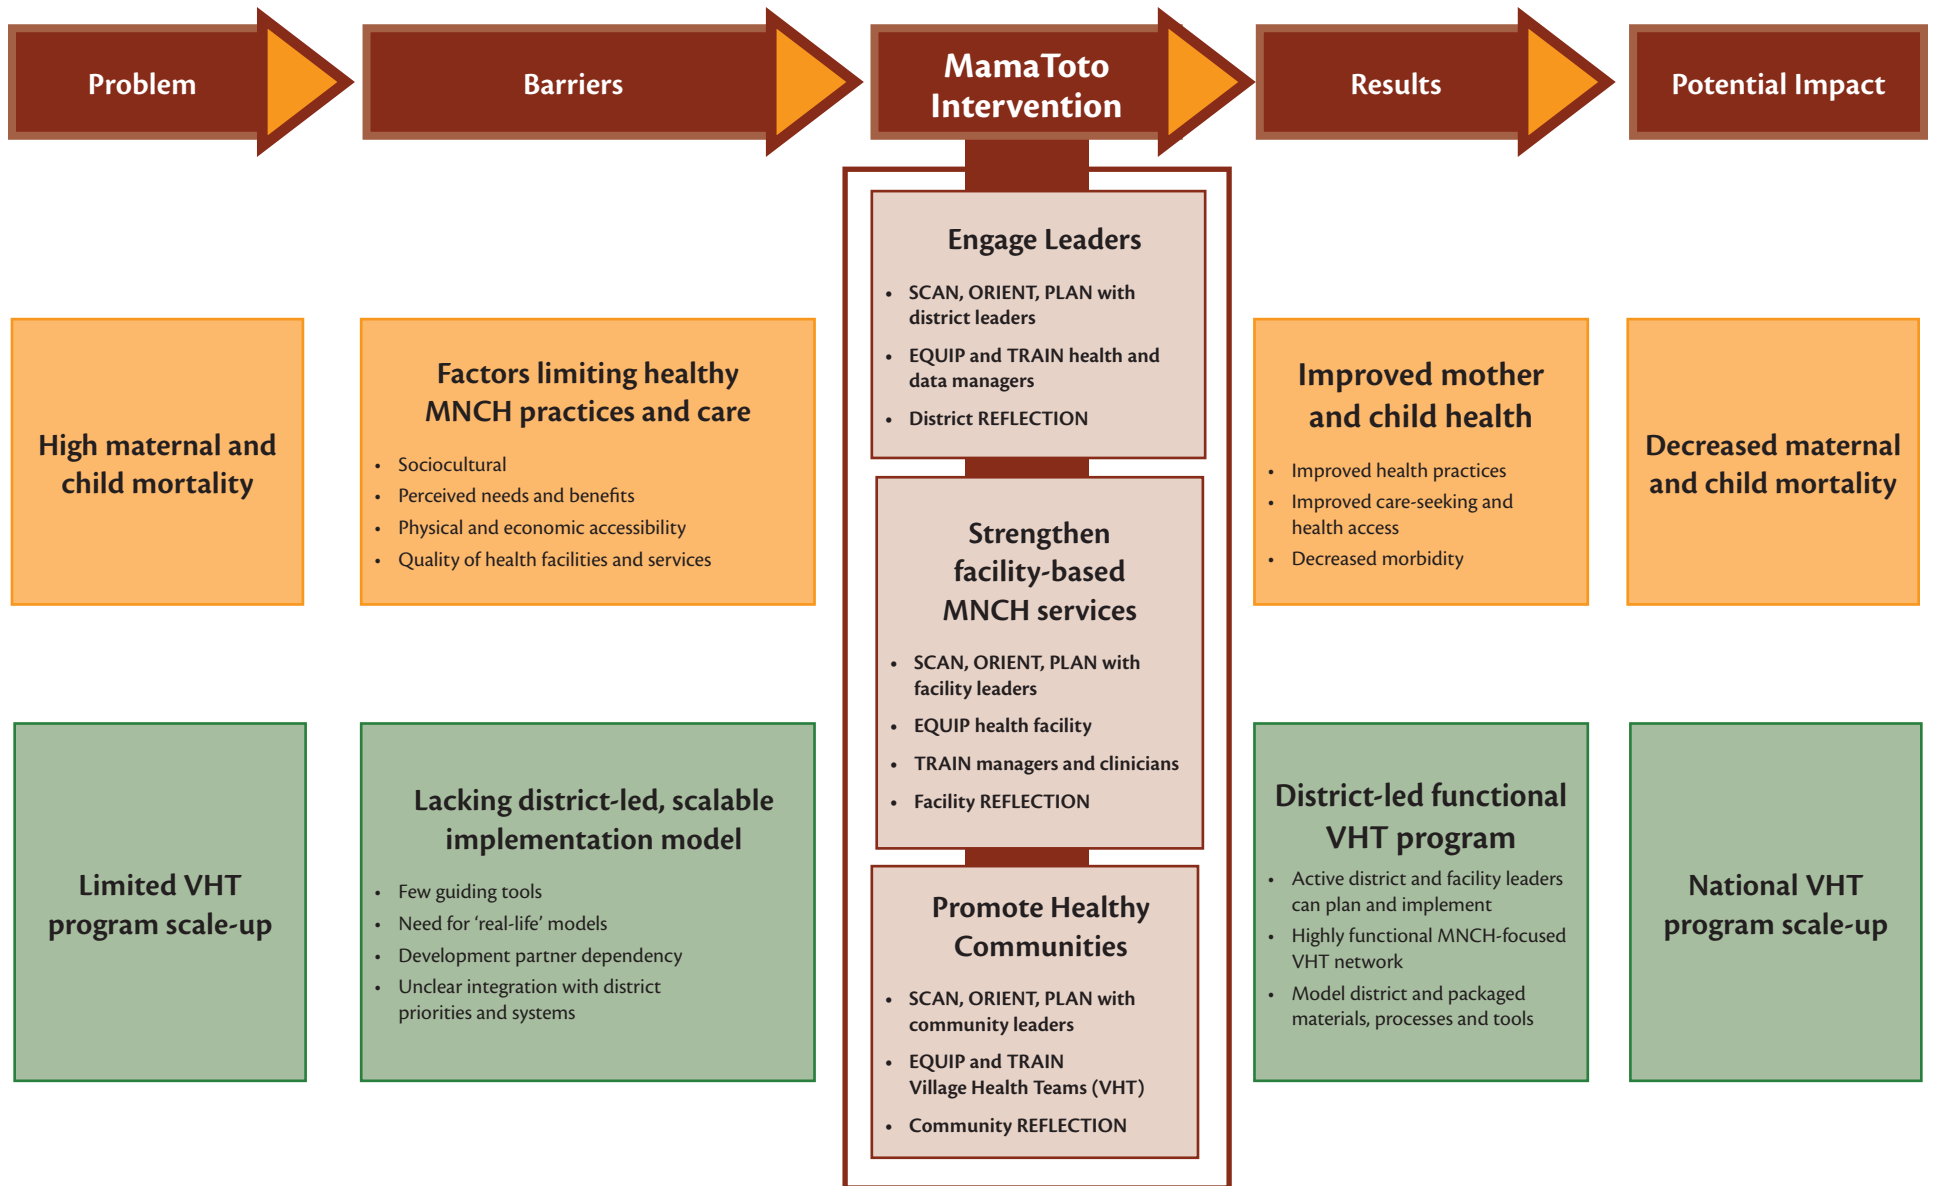 Problem
Barriers
MamaToto
Intervention
Results
Potential Impact
High maternal and
child mortality
Factors limiting healthy
MNCH practices and care
• Sociocultural
• Perceived needs and benefits
• Physical and economic accessibility
• Quality of health facilities and services
Engage Leaders
• SCAN, ORIENT, PLAN with
district leaders
• EQUIP and TRAIN health and
data managers
• District REFLECTION
Strengthen
facility-based
MNCH services
• SCAN, ORIENT, PLAN with
facility leaders
• EQUIP health facility
• TRAIN managers and clinicians
• Facility REFLECTION
Promote Healthy
Communities
• SCAN, ORIENT, PLAN with
community leaders
• EQUIP and TRAIN
Village Health Teams (VHT)
• Community REFLECTION
Improved mother
and child health
• Improved health practices
• Improved care-seeking and
health access
• Decreased morbidity
Decreased maternal
and child mortality
Limited VHT
program scale-up
Lacking district-led, scalable
implementation model
• Few guiding tools
• Need for ‘real-life’ models
• Development partner dependency
• Unclear integration with district
priorities and systems
District-led functional
VHT program
• Active district and facility leaders
can plan and implement
• Highly functional MNCH-focused
VHT network
• Model district and packaged
materials, processes and tools
National VHT
program scale-up